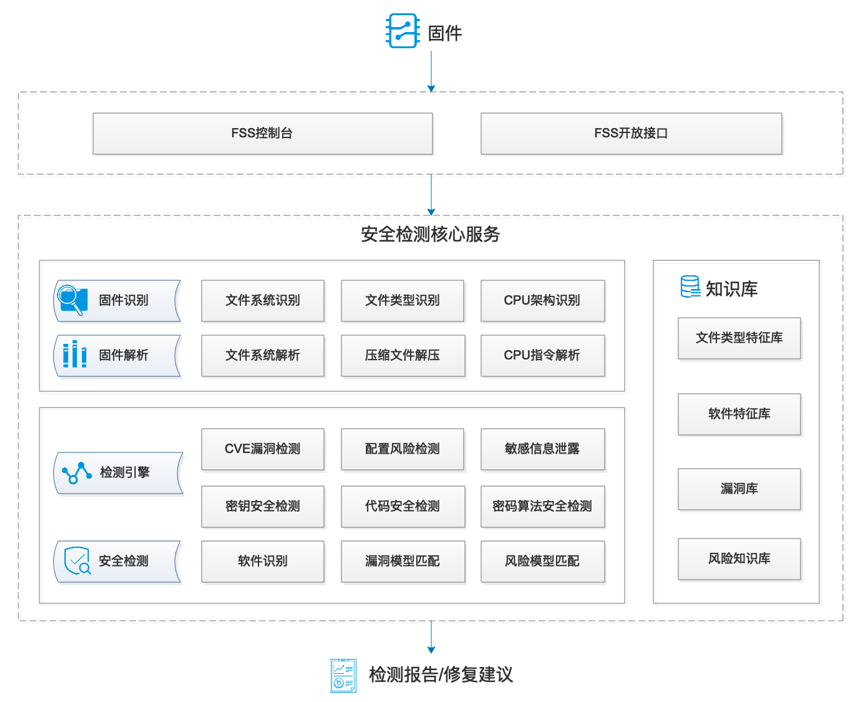 固件
FSS控制台
FSS开放接口
安全检测核心服务
固件识别
文件系统识别
文件类型识别
CPU架构识别
固件解析
文件系统解析
压缩文件解压
CPU指令解析
检测引擎
CVE漏洞检测
配置风险检测
敏感信息泄露
密钥安全检测
代码安全检测
密码算法安全检测
安全检测
软件识别
漏洞模型匹配
风险模型匹配
知识库
文件类型特征库
软件特征库
漏洞库
风险知识库
检测报告/修复建议